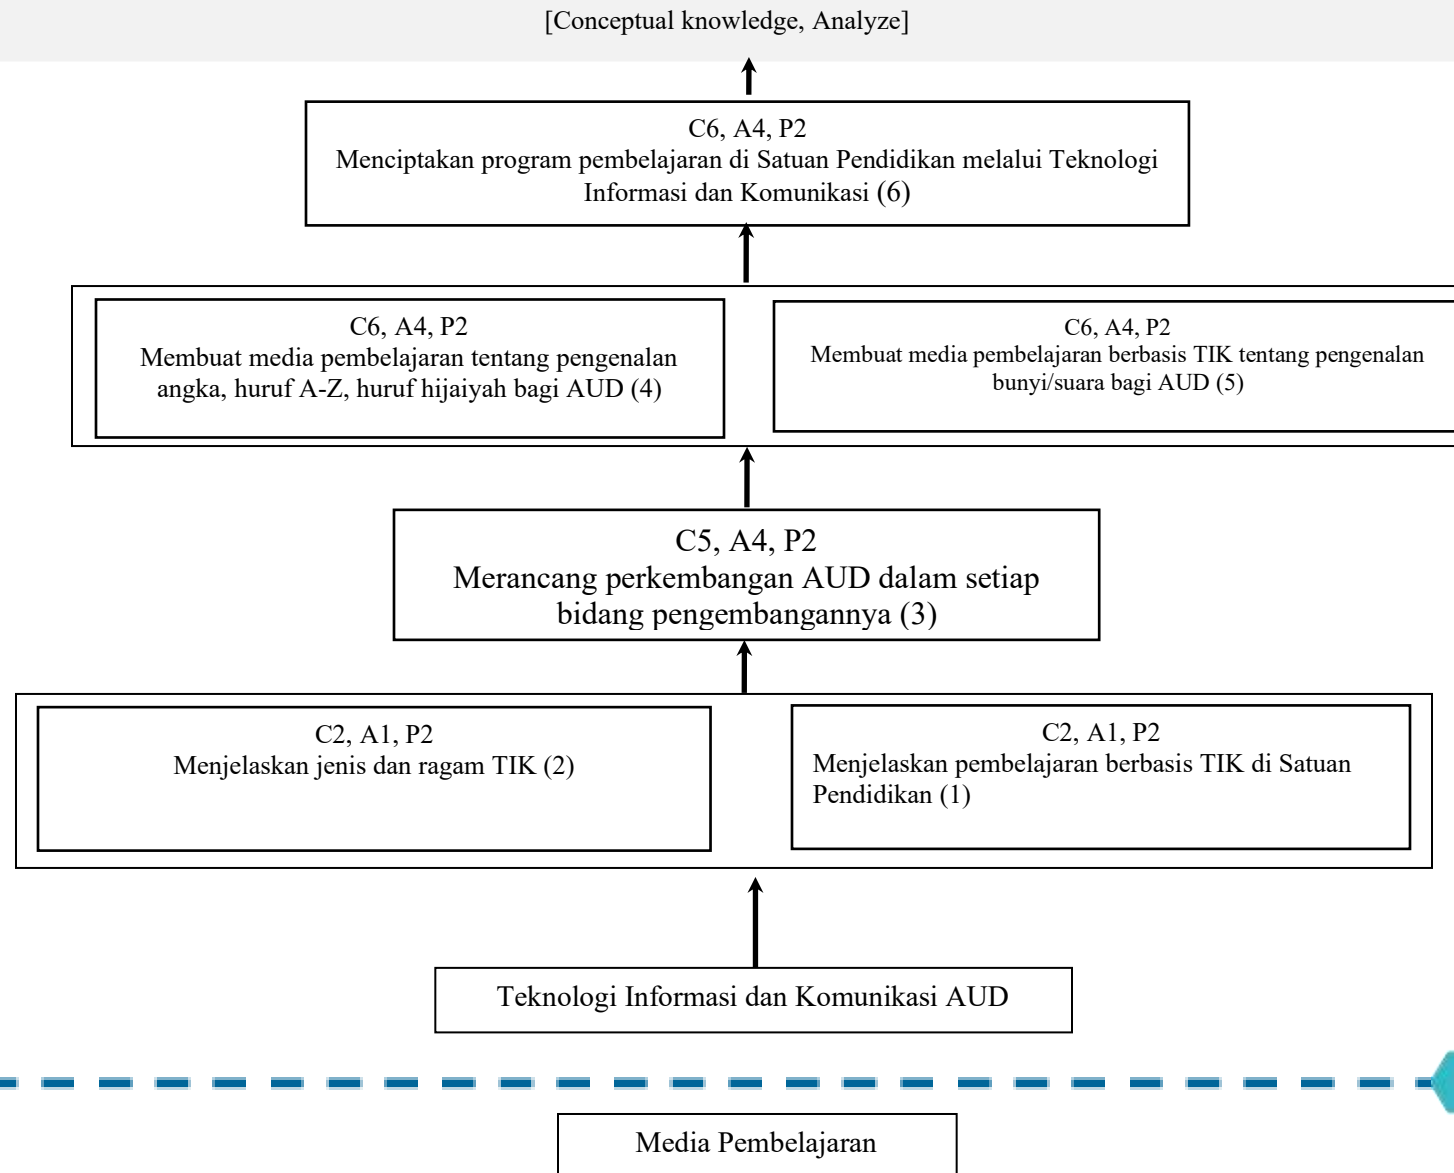 [Conceptual knowledge, Analyze]
C6, A4, P2
Menciptakan program pembelajaran di Satuan Pendidikan melalui Teknologi
Informasi dan Komunikasi (6)
C6, A4, P2
Membuat media pembelajaran tentang pengenalan
angka, huruf A-Z, huruf hijaiyah bagi AUD (4)
C6, A4, P2
Membuat media pembelajaran berbasis TIK tentang pengenalan
bunyi/suara bagi AUD (5)
C5, A4, P2
Merancang perkembangan AUD dalam setiap
bidang pengembangannya (3)
C2, A1, P2
Menjelaskan jenis dan ragam TIK (2)
C2, A1, P2
Menjelaskan pembelajaran berbasis TIK di Satuan
Pendidikan (1)
Teknologi Informasi dan Komunikasi AUD
Media Pembelajaran